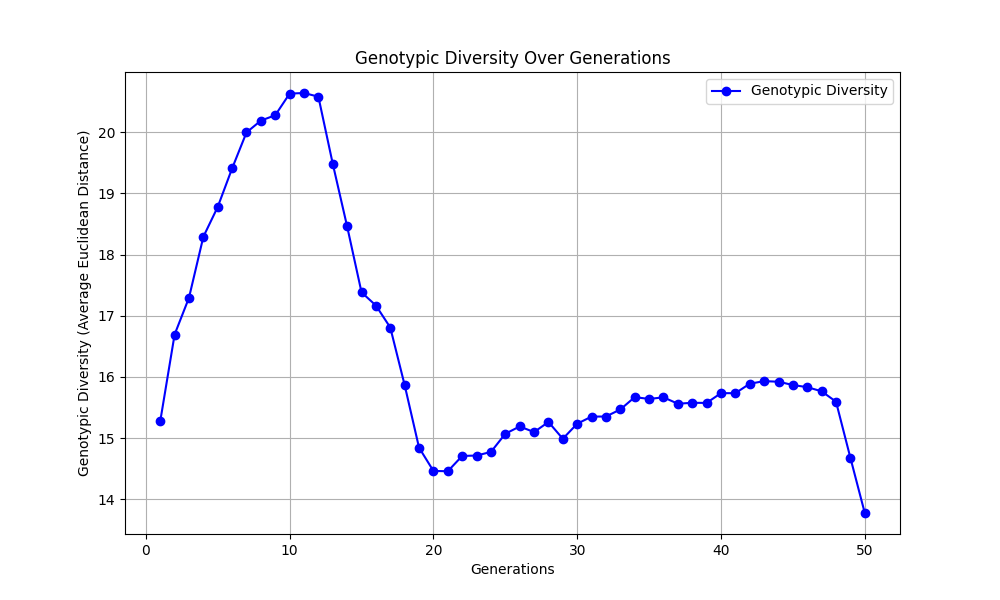 Genotypic Diversity Over Generations
Genotypic Diversity
Genotypic Diversity (Average Euclidean Distance)
20
19
18
17
16
15
14
0 10 20 30 40 50
Generations